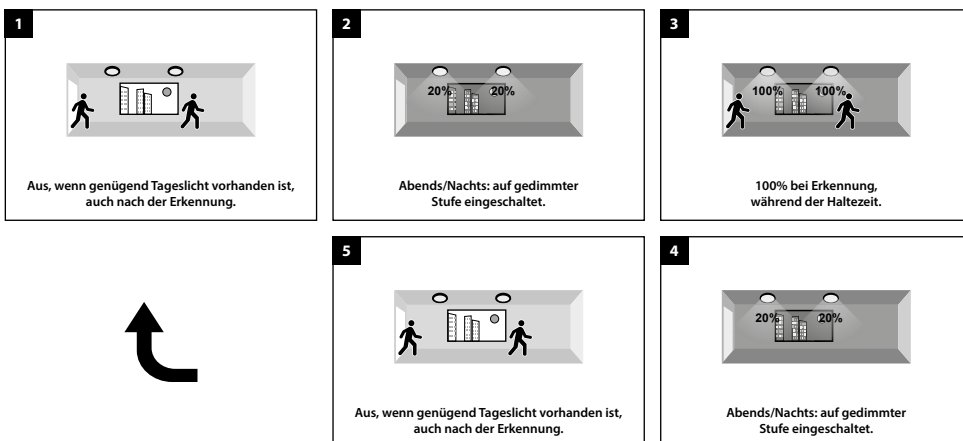 1
Aus, wenn genügend Tageslicht vorhanden ist,
auch nach der Erkennung.
2
20% 20%
Abends/Nachts: auf gedimmter
Stufe eingeschaltet.
3
100% 100%
100% bei Erkennung,
während der Haltezeit.
5
Aus, wenn genügend Tageslicht vorhanden ist,
auch nach der Erkennung.
4
20% 20%
Abends/Nachts: auf gedimmter
Stufe eingeschaltet.